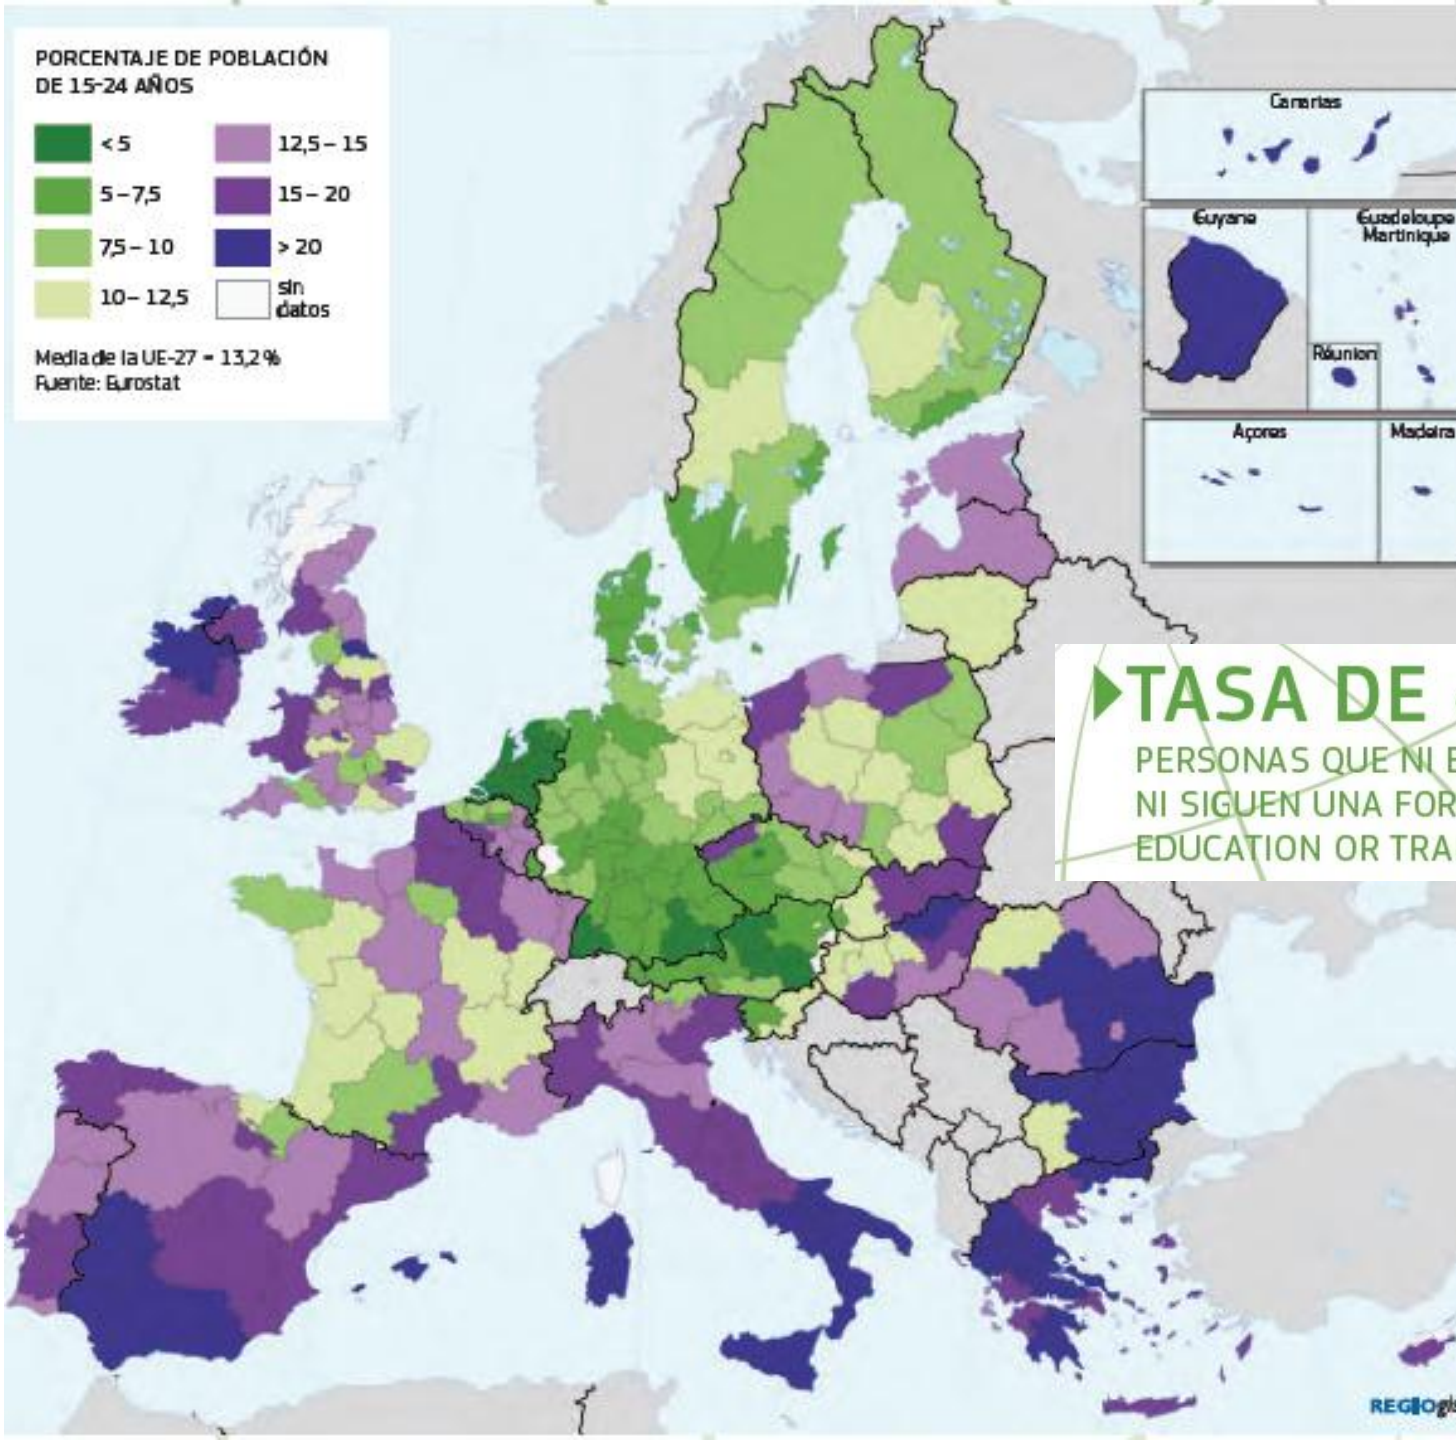 PORCENTAJE DE POBLACIÓN
DE 15-24 AÑOS
< 5
5 – 7,5
7,5 – 10
10 – 12,5
12,5 – 15
15 – 20
> 20
sin
datos
Media de la UE-27 = 13,2 %
Fuente: Eurostat
Canarias
Guyane
Guadeloupe
Martinique
Réunion
Açores
Madeira
TASA DE
PERSONAS QUE NI E
NI SIGUEN UNA FOR
EDUCATION OR TRA
REGIOgis